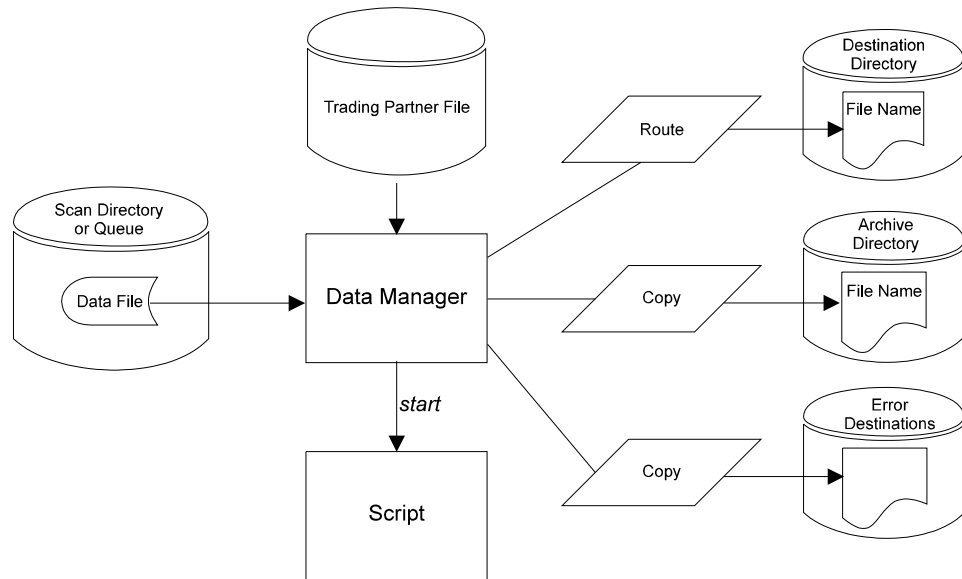 Trading Partner File
Destination
Directory
File Name
Route
Scan Directory
or Queue
Data File
Data Manager
Archive
Directory
File Name
Copy
start
Error
Destinations
Copy
Script